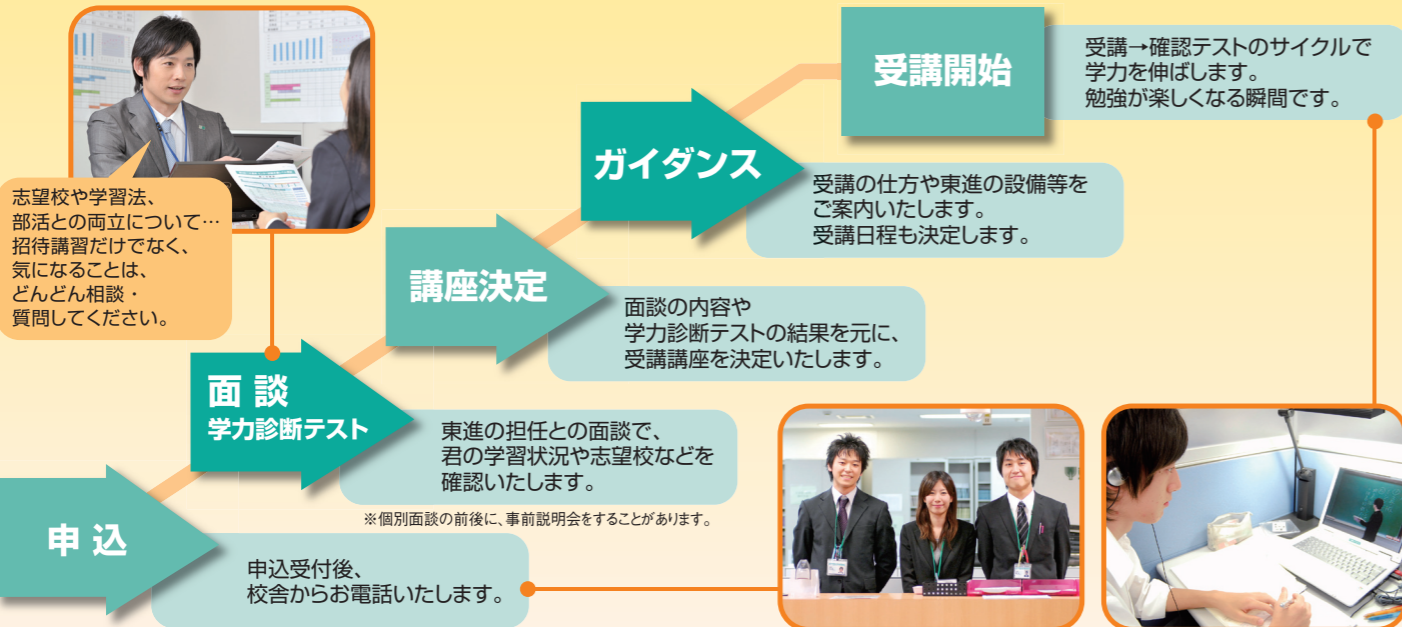 申込
申込受付後、
校舎からお電話いたします。
面談
学力診断テスト
東進の担任との面談で、
君の学習状況や志望校などを
確認いたします。
※個別面談の前後に、事前説明会をすることがあります。
志望校や学習法、
部活との両立について…
招待講習だけでなく、
気になることは、
どんどん相談・
質問してください。
講座決定
面談の内容や
学力診断テストの結果を元に、
受講講座を決定いたします。
ガイダンス
受講の仕方や東進の設備等を
ご案内いたします。
受講日程も決定します。
受講開始
受講→確認テストのサイクルで
学力を伸ばします。
勉強が楽しくなる瞬間です。